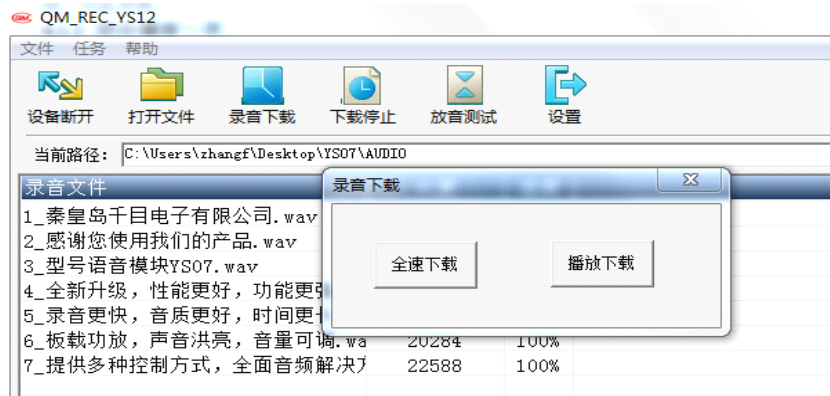 QM QM_REC_YS12
文件 任务 帮助
设备断开 打开文件 录音下载 下载停止 放音测试 设置
当前路径: C:\Users\zhangf\Desktop\YS07\AUDIO
录音文件
录音下载
全速下载 播放下载
1_秦皇岛千目电子有限公司.wav
2_感谢您使用我们的产品.wav
3_型号语音模块YS07.wav
4_全新升级,性能更好,功能更
5_录音更快,音质更好,时间更
6_板载功放,声音洪亮,音量可调.wa 20284 100%
7_提供多种控制方式,全面音频解决 22588 100%